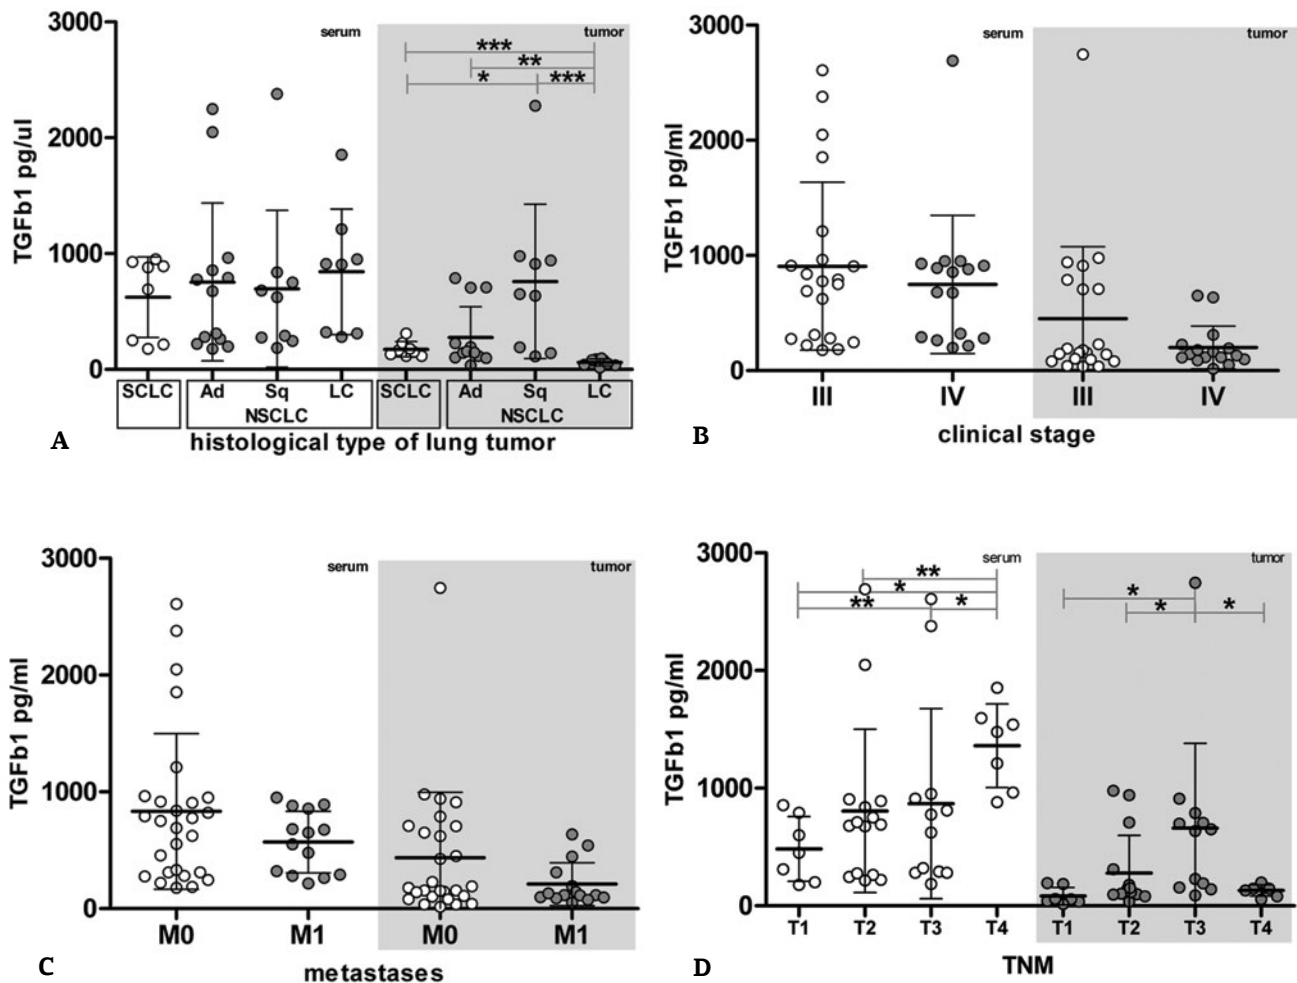 3000
2000
1000
0
TGFb1 pg/ul
serum
tumor
***
**
* ***
SCLC Ad Sq LC SCLC Ad Sq LC
NSCLC NSCLC
A
histological type of lung tumor
3000
2000
1000
0
TGFb1 pg/ml
serum
tumor
III IV III IV
B
clinical stage
3000
2000
1000
0
TGFb1 pg/ml
serum
tumor
M0 M1 M0 M1
C
metastases
3000
2000
1000
0
TGFb1 pg/ml
serum
tumor
**
*
** *
*
* *
T1 T2 T3 T4 T1 T2 T3 T4
D
TNM